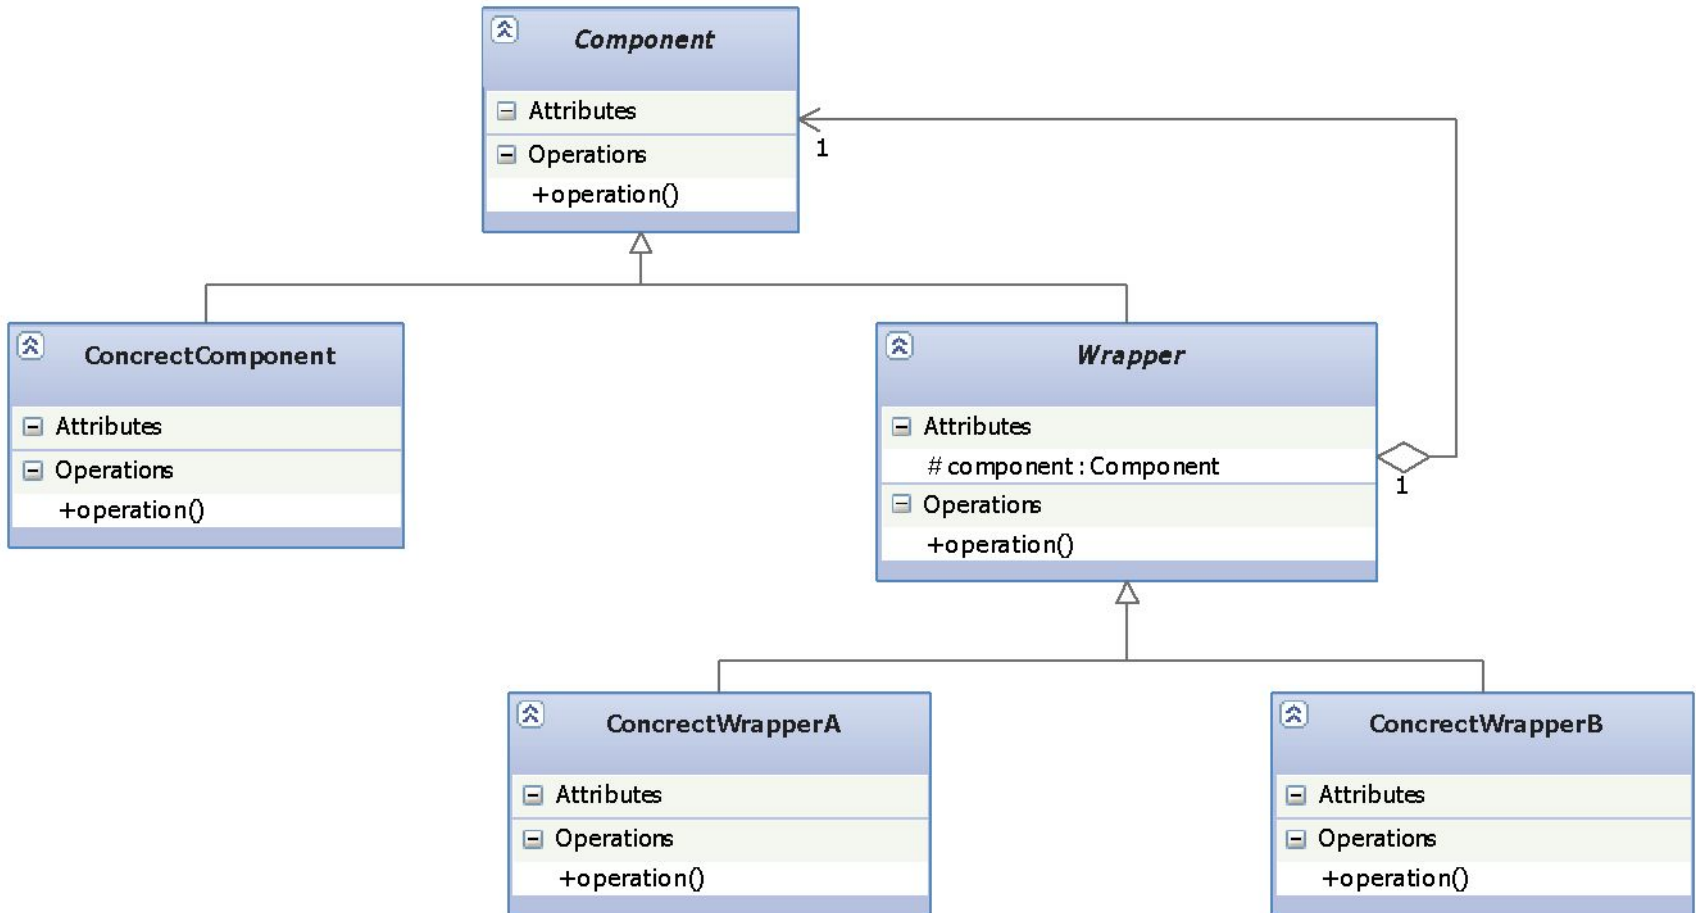 Component
Attributes
Operations
+operation()
1
ConcrectComponent
Attributes
Operations
+operation()
Wrapper
Attributes
# component : Component
Operations
+operation()
1
ConcrectWrapperA
Attributes
Operations
+operation()
ConcrectWrapperB
Attributes
Operations
+operation()